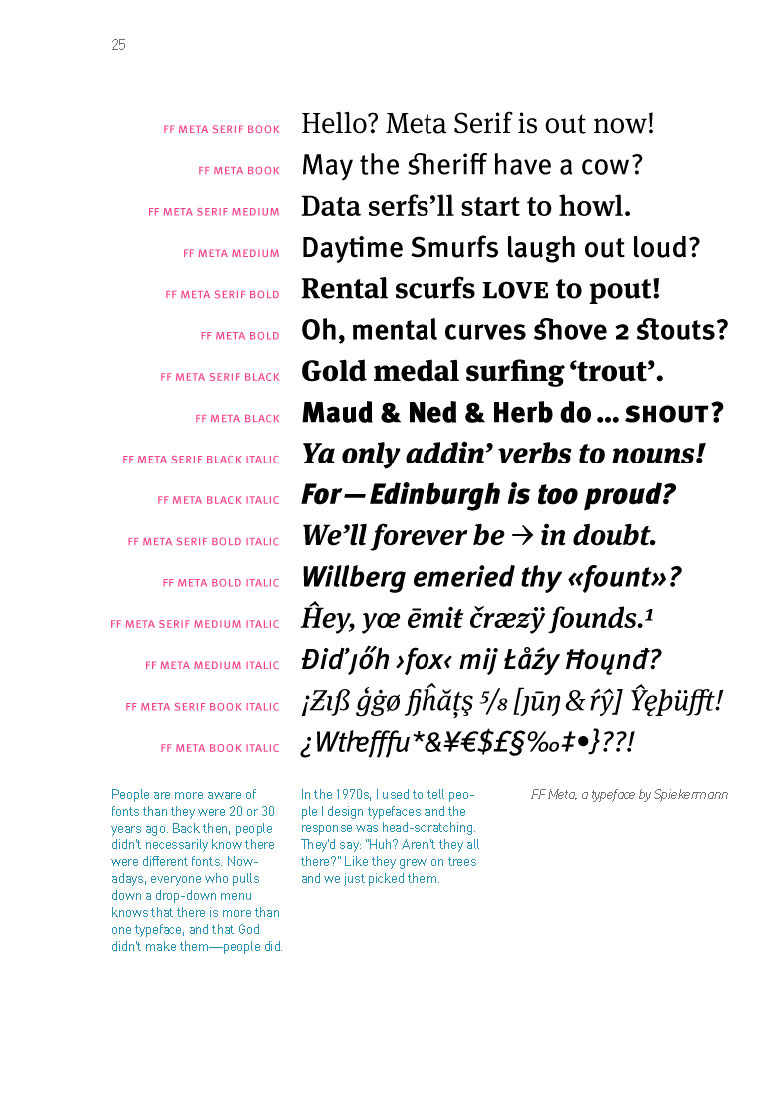 25
FF META SERIF BOOK Hello? Meta Serif is out now!
FF META BOOK May the sheriff have a cow?
FF META SERIF MEDIUM Data serfs’ll start to howl.
FF META MEDIUM Daytime Smurfs laugh out loud?
FF META SERIF BOLD Rental scurfs LOVE to pout!
FF META BOLD Oh, mental curves shove 2 stouts?
FF META SERIF BLACK Gold medal surfing ‘trout’.
FF META BLACK Maud & Ned & Herb do ... SHOUT?
FF META SERIF BLACK ITALIC Ya only addin’ verbs to nouns!
FF META BLACK ITALIC For — Edinburgh is too proud?
FF META SERIF BOLD ITALIC We’ll forever be → in doubt.
FF META BOLD ITALIC Willberg emeried thy «fount»?
FF META SERIF MEDIUM ITALIC Ĥey, yœ ēmiŧ čræzÿ ſounds.¹
FF META MEDIUM ITALIC Ðiď ȷőh ›fox‹ mij Łåźy Ħoųnđ?
FF META SERIF BOOK ITALIC ¡Ƶıß ģġø fjĥăţş ⁵/₈ [ȷūŋ & ŕŷ] Ŷęþüfft!
FF META BOOK ITALIC ¿Wtħefffu*&¥€$£§‰‡•}??!
People are more aware of
fonts than they were 20 or 30
years ago. Back then, people
didn't necessarily know there
were different fonts. Now-
adays, everyone who pulls
down a drop-down menu
knows that there is more than
one typeface, and that God
didn't make them—people did.
In the 1970s, I used to tell peo-
ple I design typefaces and the
response was head-scratching.
They'd say: "Huh? Aren't they all
there?" Like they grew on trees
and we just picked them.
FF Meta, a typeface by Spiekermann